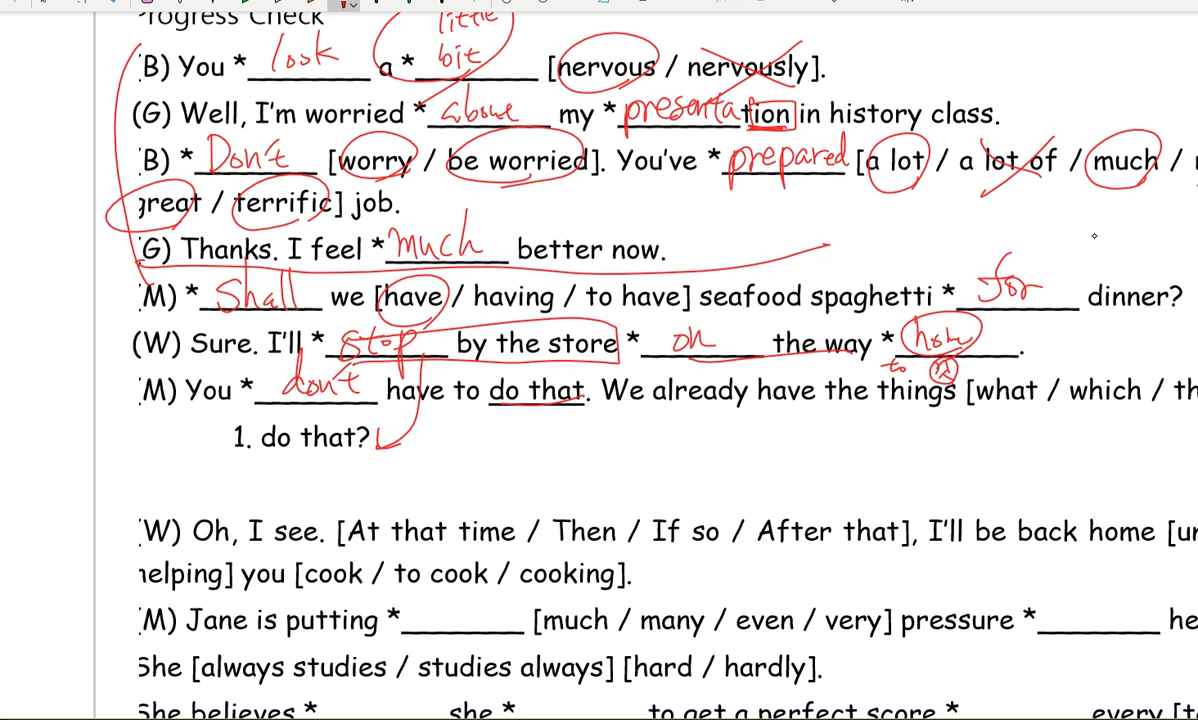 Progress Check
little
B) You * look a * bit [nervous / nervously].
(G) Well, I'm worried * about my * presentation in history class.
B) * Don't [worry / be worried]. You've * prepared [a lot / a lot of / much /
great / terrific] job.
G) Thanks. I feel * much better now.
M) * Shall we [have / having / to have] seafood spaghetti * for dinner?
(W) Sure. I'll * stop by the store * on the way * home.
to
M) You * don't have to do that. We already have the things [what / which / th
1. do that?
W) Oh, I see. [At that time / Then / If so / After that], I'll be back home [un
helping] you [cook / to cook / cooking].
M) Jane is putting *__________ [much / many / even / very] pressure *__________ he
She [always studies / studies always] [hard / hardly].
She believes *__________ she *__________ to get a perfect score *__________ every [t